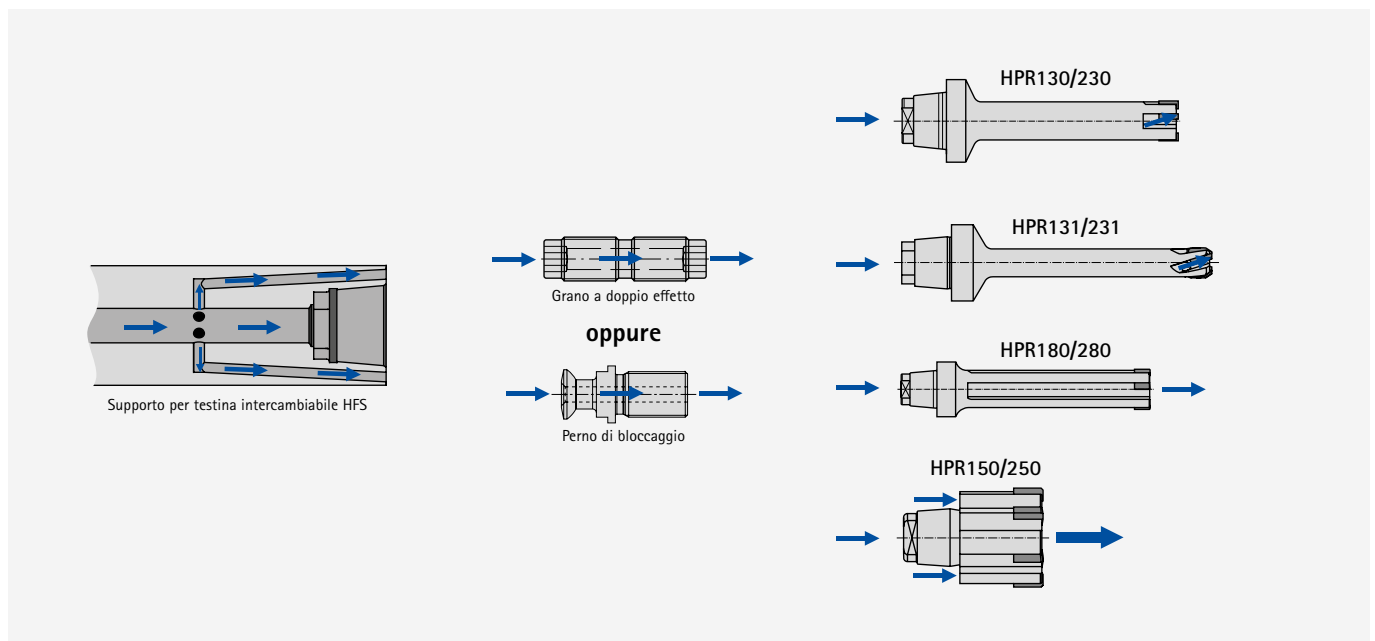 Supporto per testina intercambiabile HFS
Grano a doppio effetto
oppure
Perno di bloccaggio
HPR130/230
HPR131/231
HPR180/280
HPR150/250